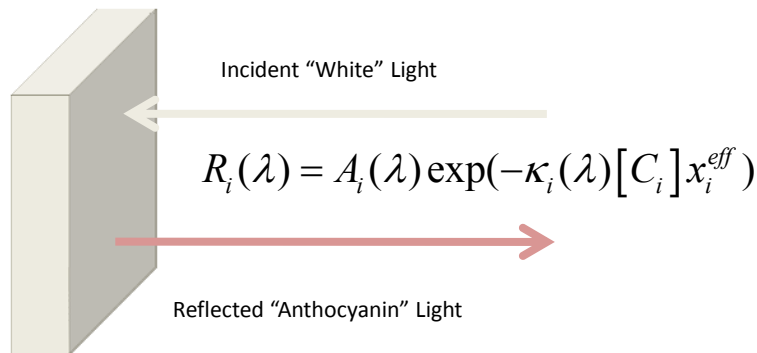 Incident “White” Light
R_i(λ) = A_i(λ) exp(−κ_i(λ)[C_i] x_i^{eff})
Reflected “Anthocyanin” Light